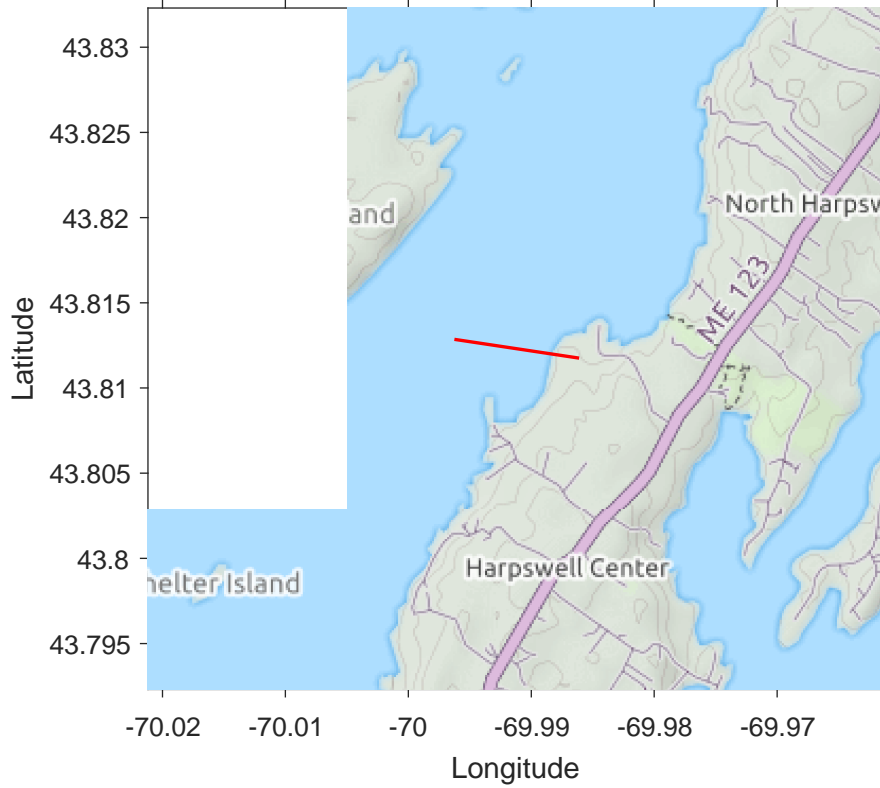 43.83
43.825
43.82
43.815
43.81
43.805
43.8
43.795
Latitude
and
North Harpsw
ME 123
Harpswell Center
helter Island
-70.02
-70.01
-70
-69.99
-69.98
-69.97
Longitude